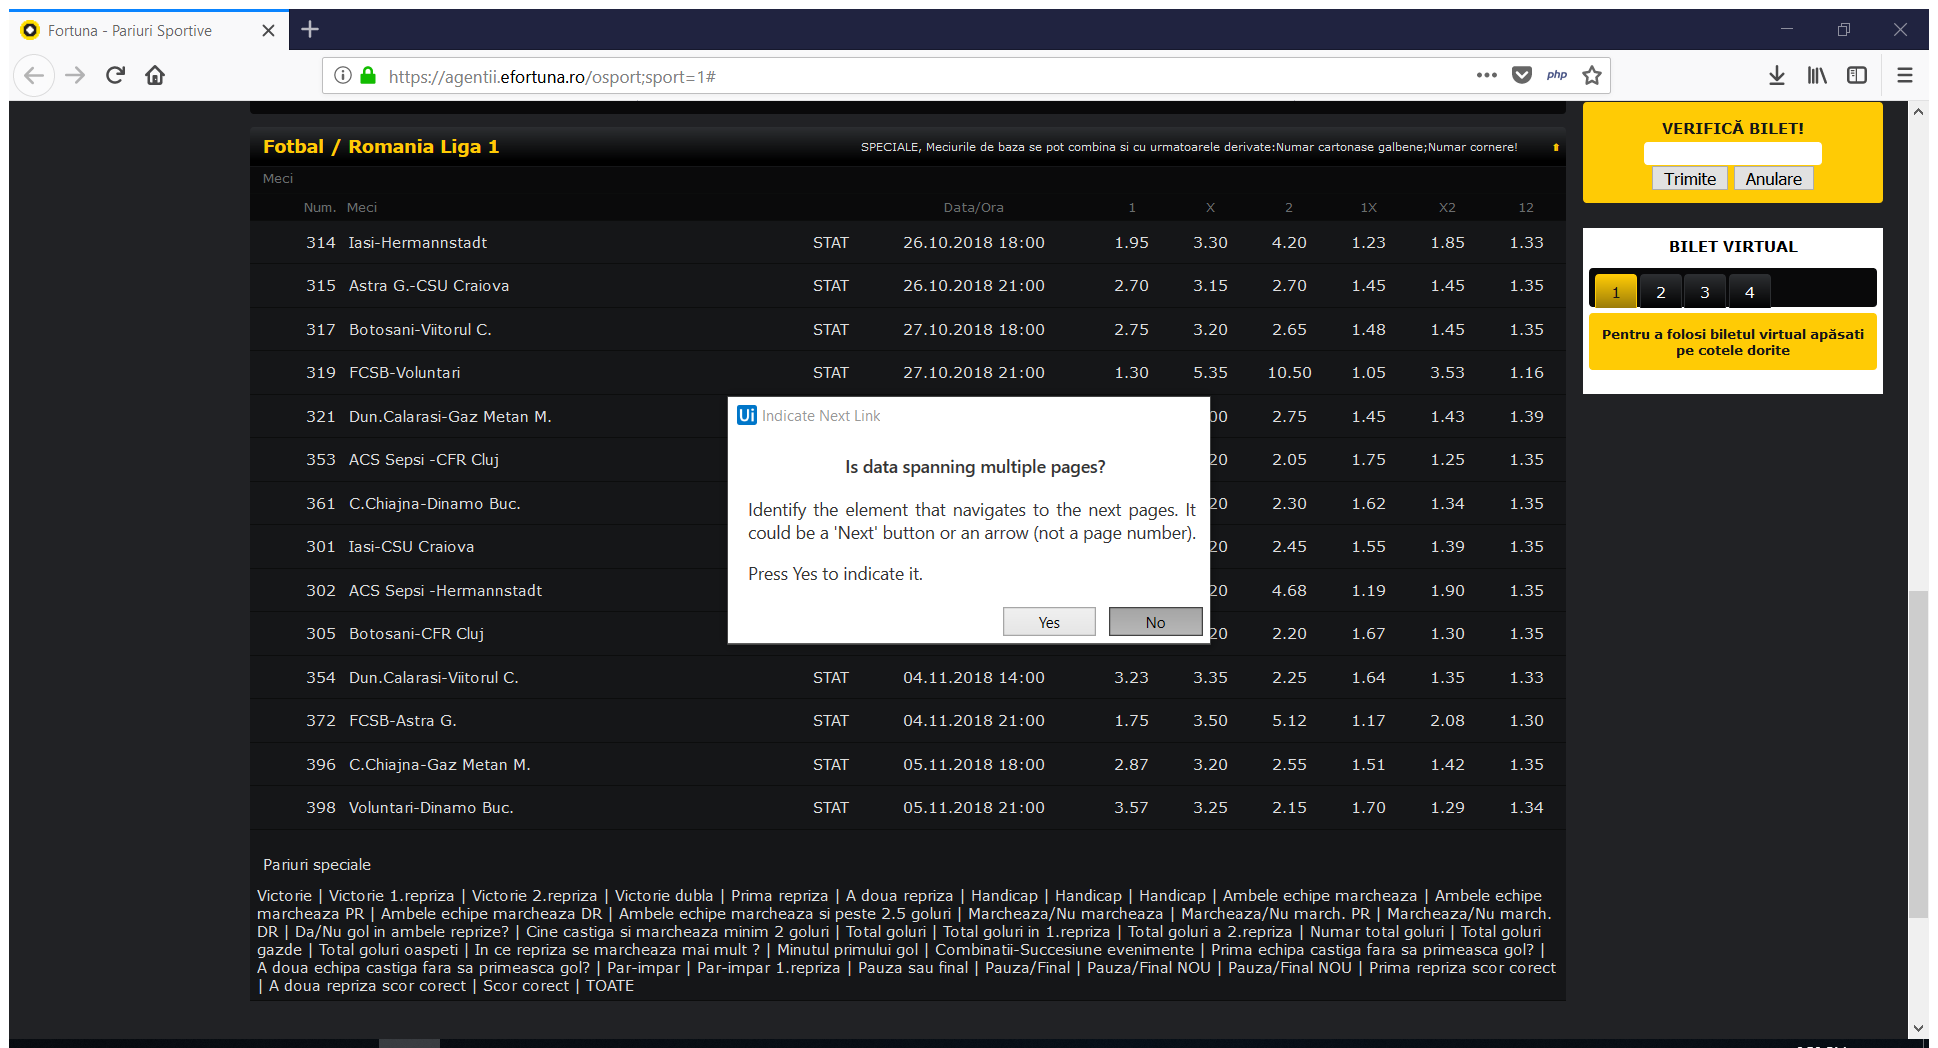 Fortuna - Pariuri Sportive
https://agentii.efortuna.ro/osport;sport=1#
php
Fotbal / Romania Liga 1 SPECIALE, Meciurile de baza se pot combina si cu urmatoarele derivate:Numar cartonase galbene;Numar cornere!
Meci
Num. Meci Data/Ora 1 X 2 1X X2 12
314 Iasi-Hermannstadt STAT 26.10.2018 18:00 1.95 3.30 4.20 1.23 1.85 1.33
315 Astra G.-CSU Craiova STAT 26.10.2018 21:00 2.70 3.15 2.70 1.45 1.45 1.35
317 Botosani-Viitorul C. STAT 27.10.2018 18:00 2.75 3.20 2.65 1.48 1.45 1.35
319 FCSB-Voluntari STAT 27.10.2018 21:00 1.30 5.35 10.50 1.05 3.53 1.16
321 Dun.Calarasi-Gaz Metan M. 00 2.75 1.45 1.43 1.39
353 ACS Sepsi -CFR Cluj 20 2.05 1.75 1.25 1.35
361 C.Chiajna-Dinamo Buc. 20 2.30 1.62 1.34 1.35
301 Iasi-CSU Craiova 20 2.45 1.55 1.39 1.35
302 ACS Sepsi -Hermannstadt 20 4.68 1.19 1.90 1.35
305 Botosani-CFR Cluj 20 2.20 1.67 1.30 1.35
354 Dun.Calarasi-Viitorul C. STAT 04.11.2018 14:00 3.23 3.35 2.25 1.64 1.35 1.33
372 FCSB-Astra G. STAT 04.11.2018 21:00 1.75 3.50 5.12 1.17 2.08 1.30
396 C.Chiajna-Gaz Metan M. STAT 05.11.2018 18:00 2.87 3.20 2.55 1.51 1.42 1.35
398 Voluntari-Dinamo Buc. STAT 05.11.2018 21:00 3.57 3.25 2.15 1.70 1.29 1.34
Pariuri speciale
Victorie | Victorie 1.repriza | Victorie 2.repriza | Victorie dubla | Prima repriza | A doua repriza | Handicap | Handicap | Handicap | Ambele echipe marcheaza | Ambele echipe
marcheaza PR | Ambele echipe marcheaza DR | Ambele echipe marcheaza si peste 2.5 goluri | Marcheaza/Nu marcheaza | Marcheaza/Nu march. PR | Marcheaza/Nu march.
DR | Da/Nu gol in ambele reprize? | Cine castiga si marcheaza minim 2 goluri | Total goluri | Total goluri in 1.repriza | Total goluri a 2.repriza | Numar total goluri | Total goluri
gazde | Total goluri oaspeti | In ce repriza se marcheaza mai mult ? | Minutul primului gol | Combinatii-Succesiune evenimente | Prima echipa castiga fara sa primeasca gol? |
A doua echipa castiga fara sa primeasca gol? | Par-impar | Par-impar 1.repriza | Pauza sau final | Pauza/Final | Pauza/Final NOU | Pauza/Final NOU | Prima repriza scor corect
| A doua repriza scor corect | Scor corect | TOATE
Ui Indicate Next Link
Is data spanning multiple pages?
Identify the element that navigates to the next pages. It
could be a 'Next' button or an arrow (not a page number).
Press Yes to indicate it.
Yes No
VERIFICĂ BILET!
Trimite Anulare
BILET VIRTUAL
1 2 3 4
Pentru a folosi biletul virtual apăsati
pe cotele dorite